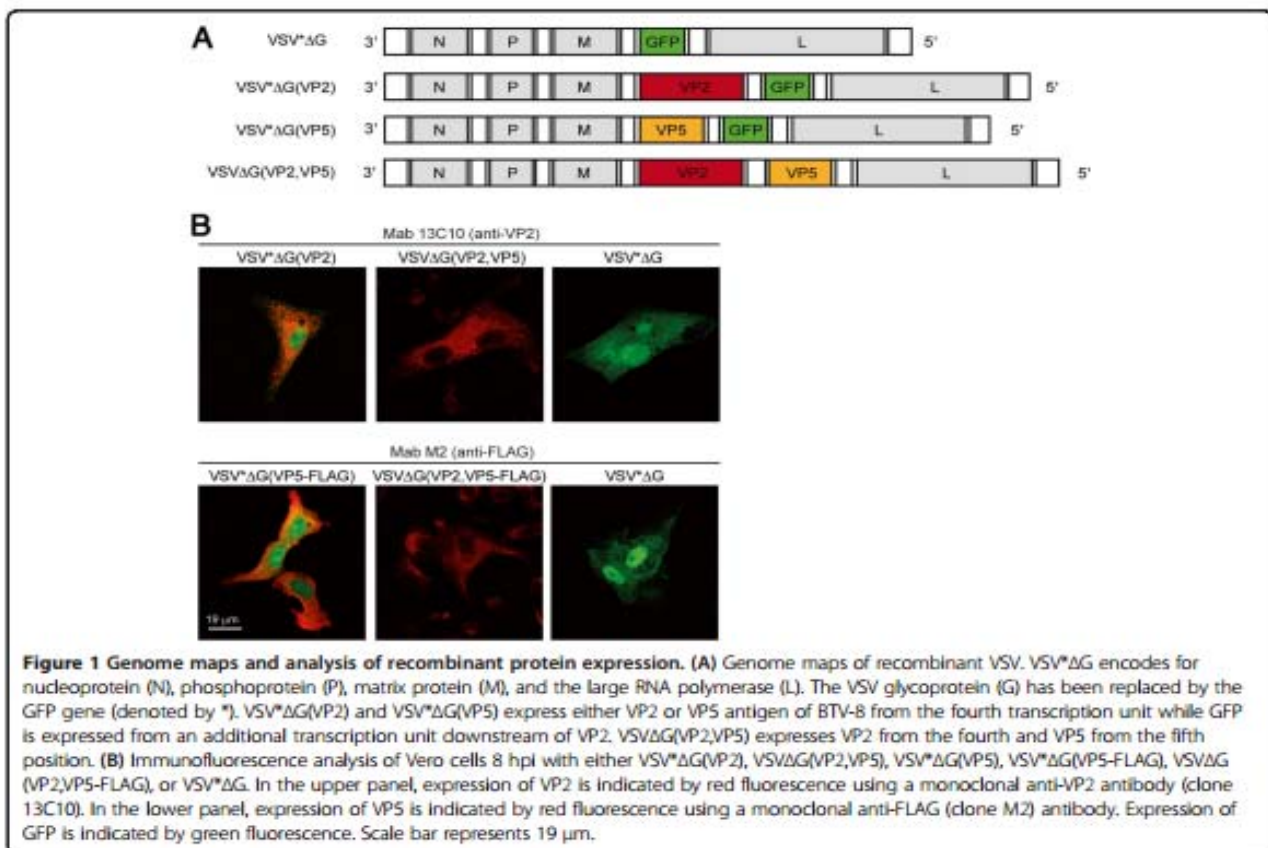 A
VSV*ΔG 3' N P M GFP L 5'
VSV*ΔG(VP2) 3' N P M VP2 GFP L 5'
VSV*ΔG(VP5) 3' N P M VP5 GFP L 5'
VSVΔG(VP2,VP5) 3' N P M VP2 VP5 L 5'
B
Mab 13C10 (anti-VP2)
VSV*ΔG(VP2) VSVΔG(VP2,VP5) VSV*ΔG
Mab M2 (anti-FLAG)
VSV*ΔG(VP5-FLAG) VSVΔG(VP2,VP5-FLAG) VSV*ΔG
19 μm
Figure 1 Genome maps and analysis of recombinant protein expression. (A) Genome maps of recombinant VSV. VSV*ΔG encodes for
nucleoprotein (N), phosphoprotein (P), matrix protein (M), and the large RNA polymerase (L). The VSV glycoprotein (G) has been replaced by the
GFP gene (denoted by *). VSV*ΔG(VP2) and VSV*ΔG(VP5) express either VP2 or VP5 antigen of BTV-8 from the fourth transcription unit while GFP
is expressed from an additional transcription unit downstream of VP2. VSVΔG(VP2,VP5) expresses VP2 from the fourth and VP5 from the fifth
position. (B) Immunofluorescence analysis of Vero cells 8 hpi with either VSV*ΔG(VP2), VSVΔG(VP2,VP5), VSV*ΔG(VP5), VSV*ΔG(VP5-FLAG), VSVΔG
(VP2,VP5-FLAG), or VSV*ΔG. In the upper panel, expression of VP2 is indicated by red fluorescence using a monoclonal anti-VP2 antibody (clone
13C10). In the lower panel, expression of VP5 is indicated by red fluorescence using a monoclonal anti-FLAG (clone M2) antibody. Expression of
GFP is indicated by green fluorescence. Scale bar represents 19 μm.